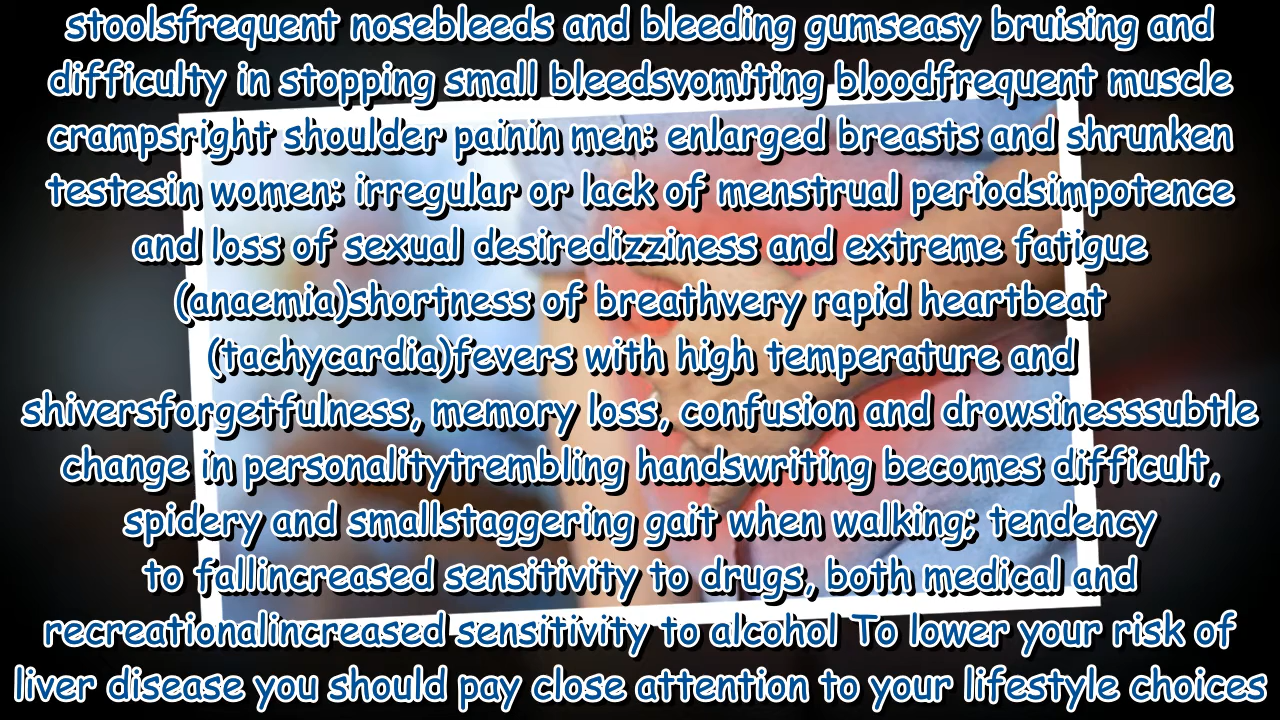 stoolsfrequent nosebleeds and bleeding gumseasy bruising and
difficulty in stopping small bleedsvomiting bloodfrequent muscle
crampsright shoulder painin men: enlarged breasts and shrunken
testesin women: irregular or lack of menstrual periodsimpotence
and loss of sexual desiredizziness and extreme fatigue
(anaemia)shortness of breathvery rapid heartbeat
(tachycardia)fevers with high temperature and
shiversforgetfulness, memory loss, confusion and drowsinesssubtle
change in personalitytrembling handswriting becomes difficult,
spidery and smallstaggering gait when walking; tendency
to fallincreased sensitivity to drugs, both medical and
recreationalincreased sensitivity to alcohol To lower your risk of
liver disease you should pay close attention to your lifestyle choices